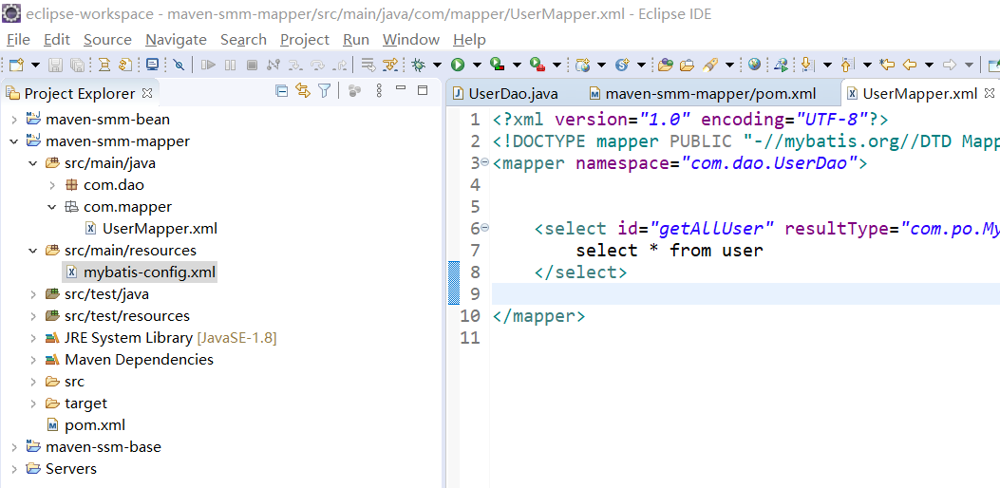 eclipse-workspace - maven-smm-mapper/src/main/java/com/mapper/UserMapper.xml - Eclipse IDE
File Edit Source Navigate Search Project Run Window Help
Project Explorer
UserDao.java maven-smm-mapper/pom.xml UserMapper.xml
maven-smm-bean
maven-smm-mapper
src/main/java
com.dao
com.mapper
UserMapper.xml
src/main/resources
mybatis-config.xml
src/test/java
src/test/resources
JRE System Library [JavaSE-1.8]
Maven Dependencies
src
target
pom.xml
maven-ssm-base
Servers
1 <?xml version="1.0" encoding="UTF-8"?>
2 <!DOCTYPE mapper PUBLIC "-//mybatis.org//DTD Mapp
3 <mapper namespace="com.dao.UserDao">
4
5
6 <select id="getAllUser" resultType="com.po.My
7 select * from user
8 </select>
9
10 </mapper>
11